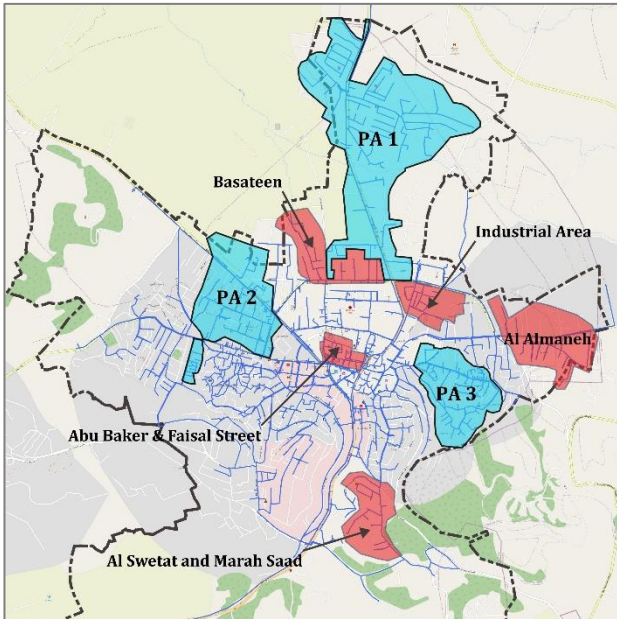 PA 1
Basateen
Industrial Area
PA 2
Al Almaneh
PA 3
Abu Baker & Faisal Street
Al Swetat and Marah Saad